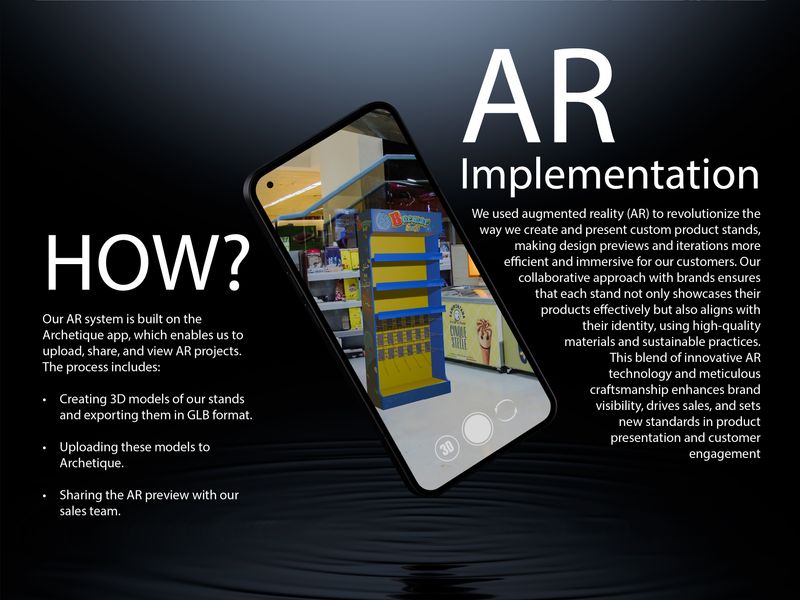 AR
Implementation
We used augmented reality (AR) to revolutionize the
way we create and present custom product stands,
making design previews and iterations more
efficient and immersive for our customers. Our
collaborative approach with brands ensures
that each stand not only showcases their
products effectively but also aligns with
their identity, using high-quality
materials and sustainable practices.
This blend of innovative AR
technology and meticulous
craftsmanship enhances brand
visibility, drives sales, and sets
new standards in product
presentation and customer
engagement
HOW?
Our AR system is built on the
Archetique app, which enables us to
upload, share, and view AR projects.
The process includes:
• Creating 3D models of our stands
and exporting them in GLB format.
• Uploading these models to
Archetique.
• Sharing the AR preview with our
sales team.
3D